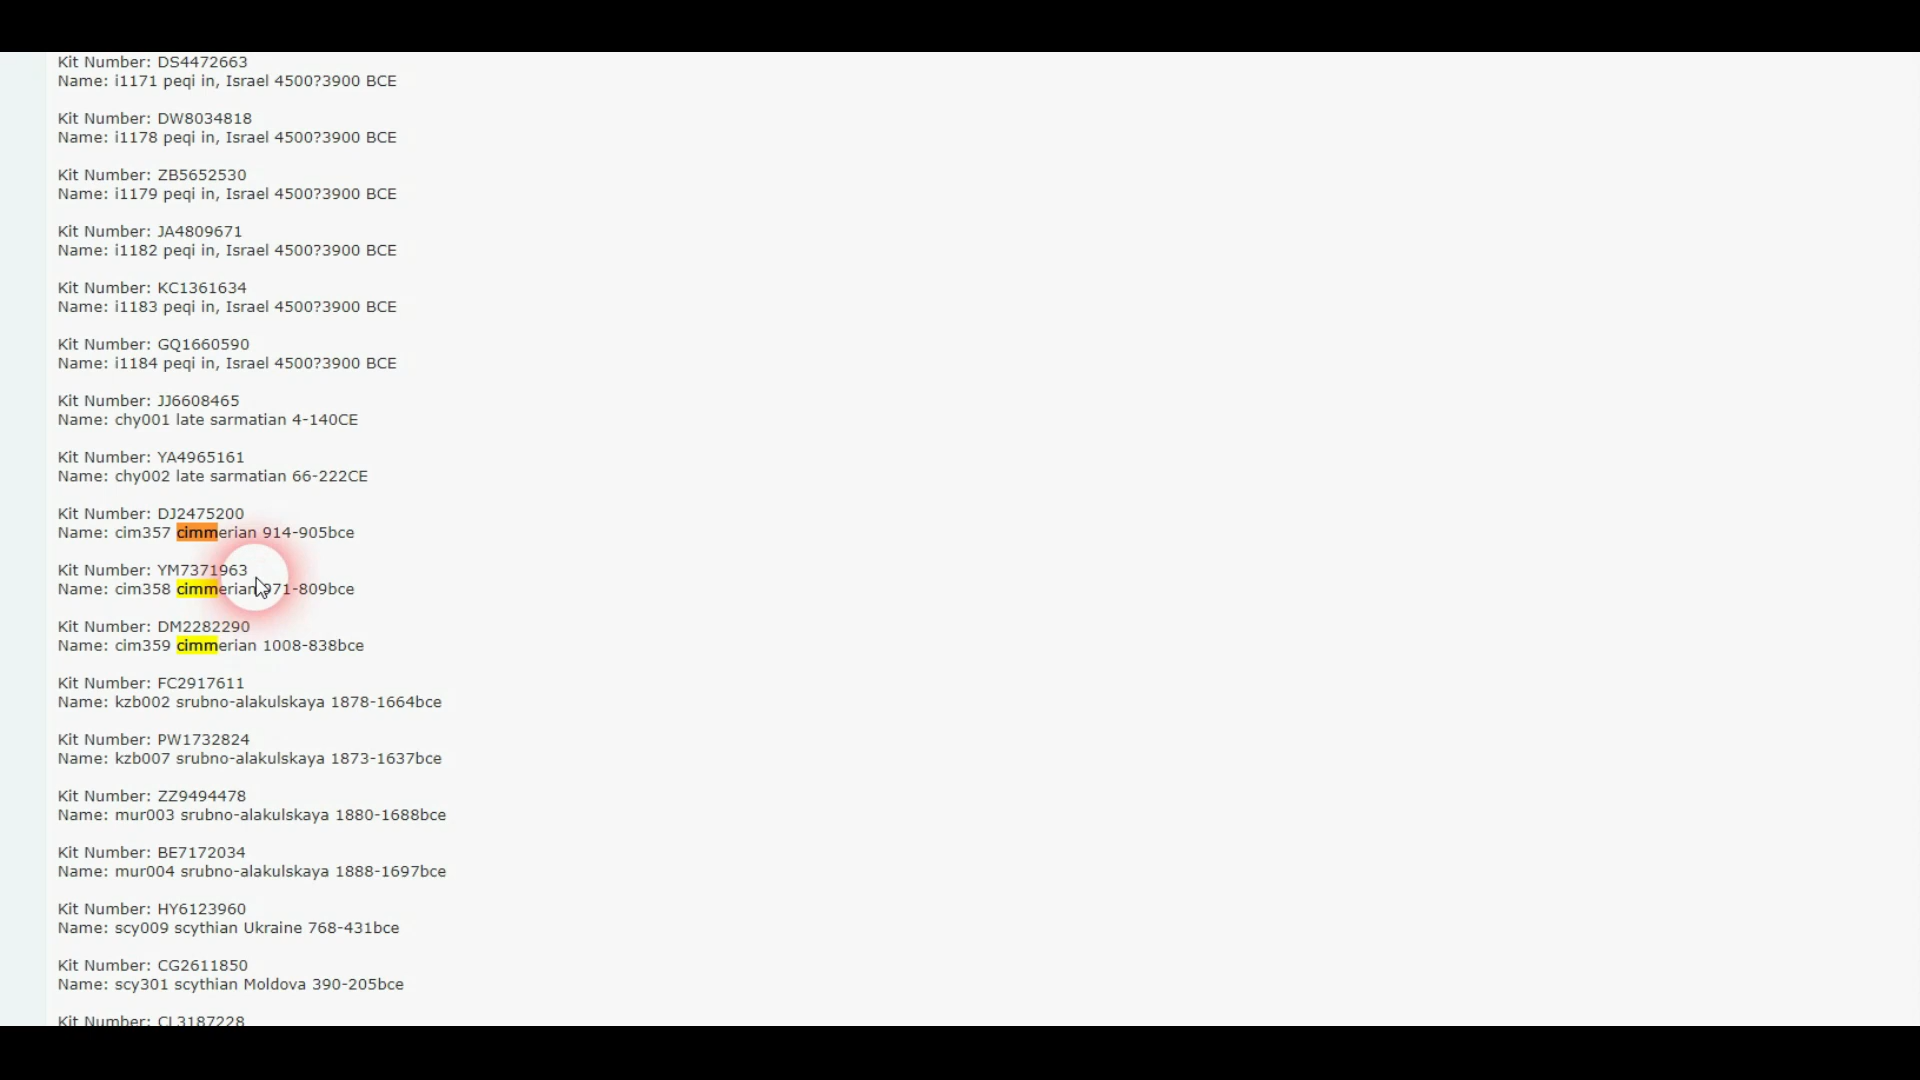 Kit Number: DS4472663
Name: i1171 peqi in, Israel 4500?3900 BCE
Kit Number: DW8034818
Name: i1178 peqi in, Israel 4500?3900 BCE
Kit Number: ZB5652530
Name: i1179 peqi in, Israel 4500?3900 BCE
Kit Number: JA4809671
Name: i1182 peqi in, Israel 4500?3900 BCE
Kit Number: KC1361634
Name: i1183 peqi in, Israel 4500?3900 BCE
Kit Number: GQ1660590
Name: i1184 peqi in, Israel 4500?3900 BCE
Kit Number: JJ6608465
Name: chy001 late sarmatian 4-140CE
Kit Number: YA4965161
Name: chy002 late sarmatian 66-222CE
Kit Number: DJ2475200
Name: cim357 cimmerian 914-905bce
Kit Number: YM7371963
Name: cim358 cimmerian 971-809bce
Kit Number: DM2282290
Name: cim359 cimmerian 1008-838bce
Kit Number: FC2917611
Name: kzb002 srubno-alakulskaya 1878-1664bce
Kit Number: PW1732824
Name: kzb007 srubno-alakulskaya 1873-1637bce
Kit Number: ZZ9494478
Name: mur003 srubno-alakulskaya 1880-1688bce
Kit Number: BE7172034
Name: mur004 srubno-alakulskaya 1888-1697bce
Kit Number: HY6123960
Name: scy009 scythian Ukraine 768-431bce
Kit Number: CG2611850
Name: scy301 scythian Moldova 390-205bce
Kit Number: CL3187228